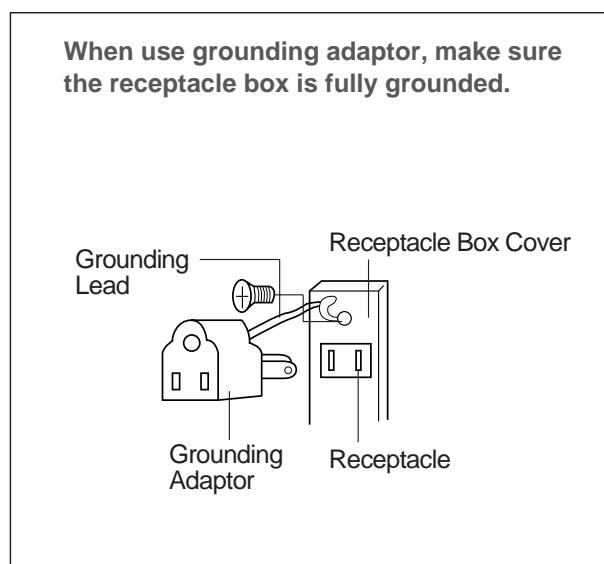 When use grounding adaptor, make sure
the receptacle box is fully grounded.
Receptacle Box Cover
Grounding
Lead
Grounding
Adaptor
Receptacle